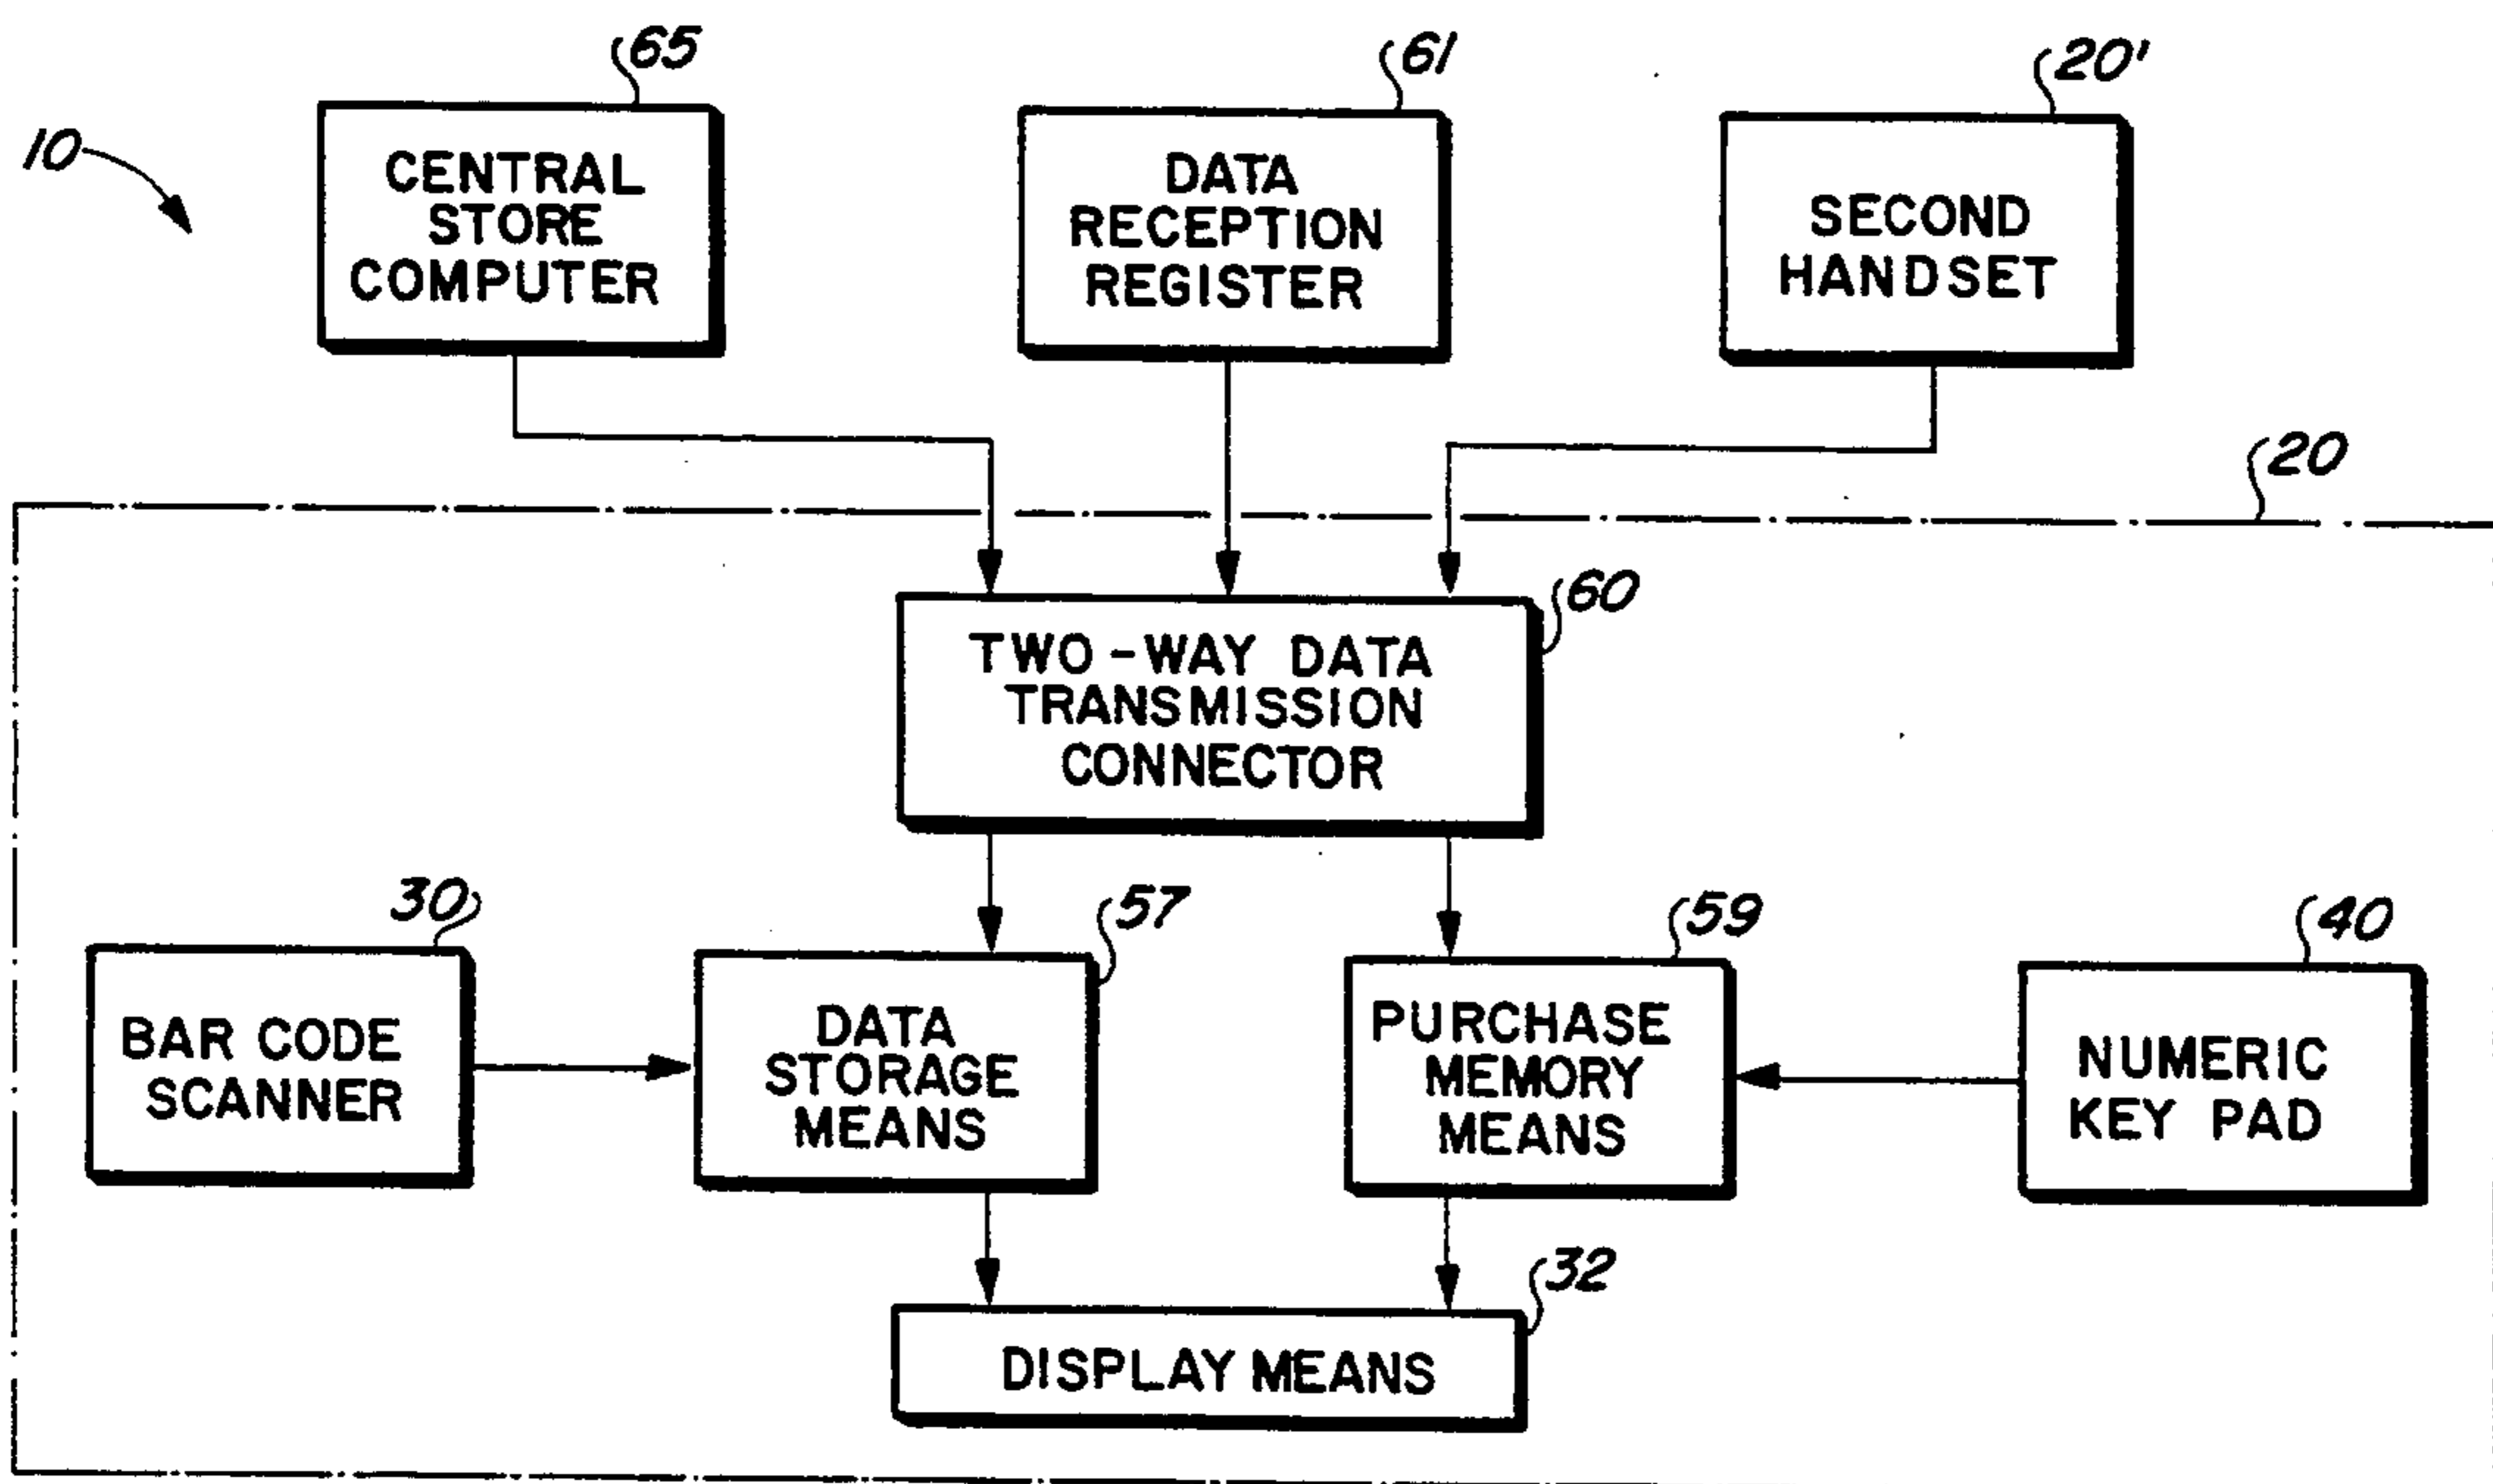 65
61
20'
10
CENTRAL
STORE
COMPUTER
DATA
RECEPTION
REGISTER
SECOND
HANDSET
20
60
TWO-WAY DATA
TRANSMISSION
CONNECTOR
30
57
59
40
BAR CODE
SCANNER
DATA
STORAGE
MEANS
PURCHASE
MEMORY
MEANS
NUMERIC
KEY PAD
32
DISPLAY MEANS